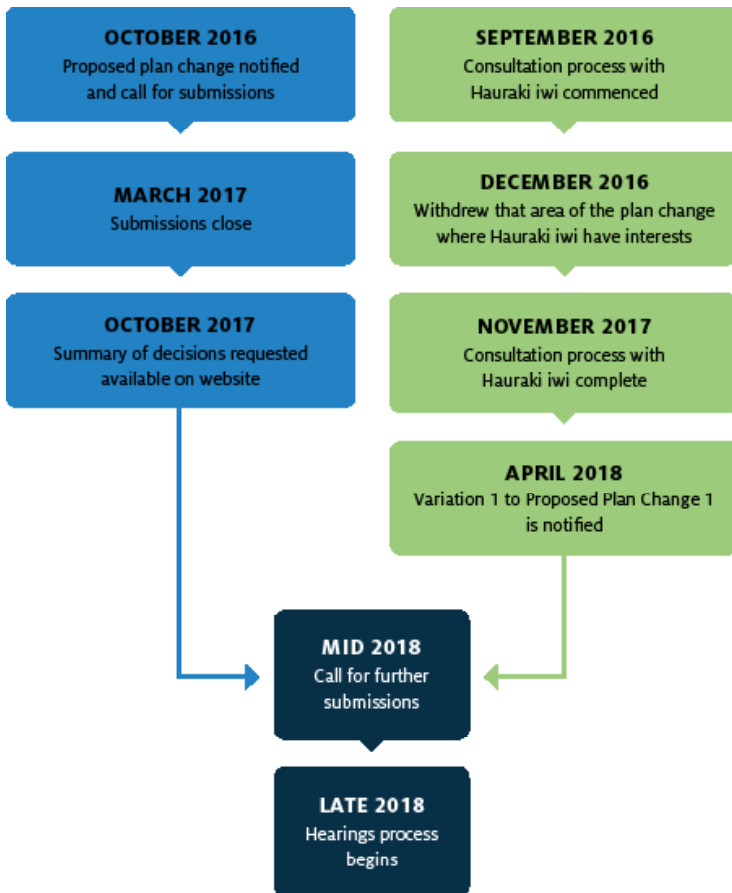 OCTOBER 2016
Proposed plan change notified
and call for submissions
MARCH 2017
Submissions close
OCTOBER 2017
Summary of decisions requested
available on website
SEPTEMBER 2016
Consultation process with
Hauraki iwi commenced
DECEMBER 2016
Withdrew that area of the plan change
where Hauraki iwi have interests
NOVEMBER 2017
Consultation process with
Hauraki iwi complete
APRIL 2018
Variation 1 to Proposed Plan Change 1
is notified
MID 2018
Call for further
submissions
LATE 2018
Hearings process
begins